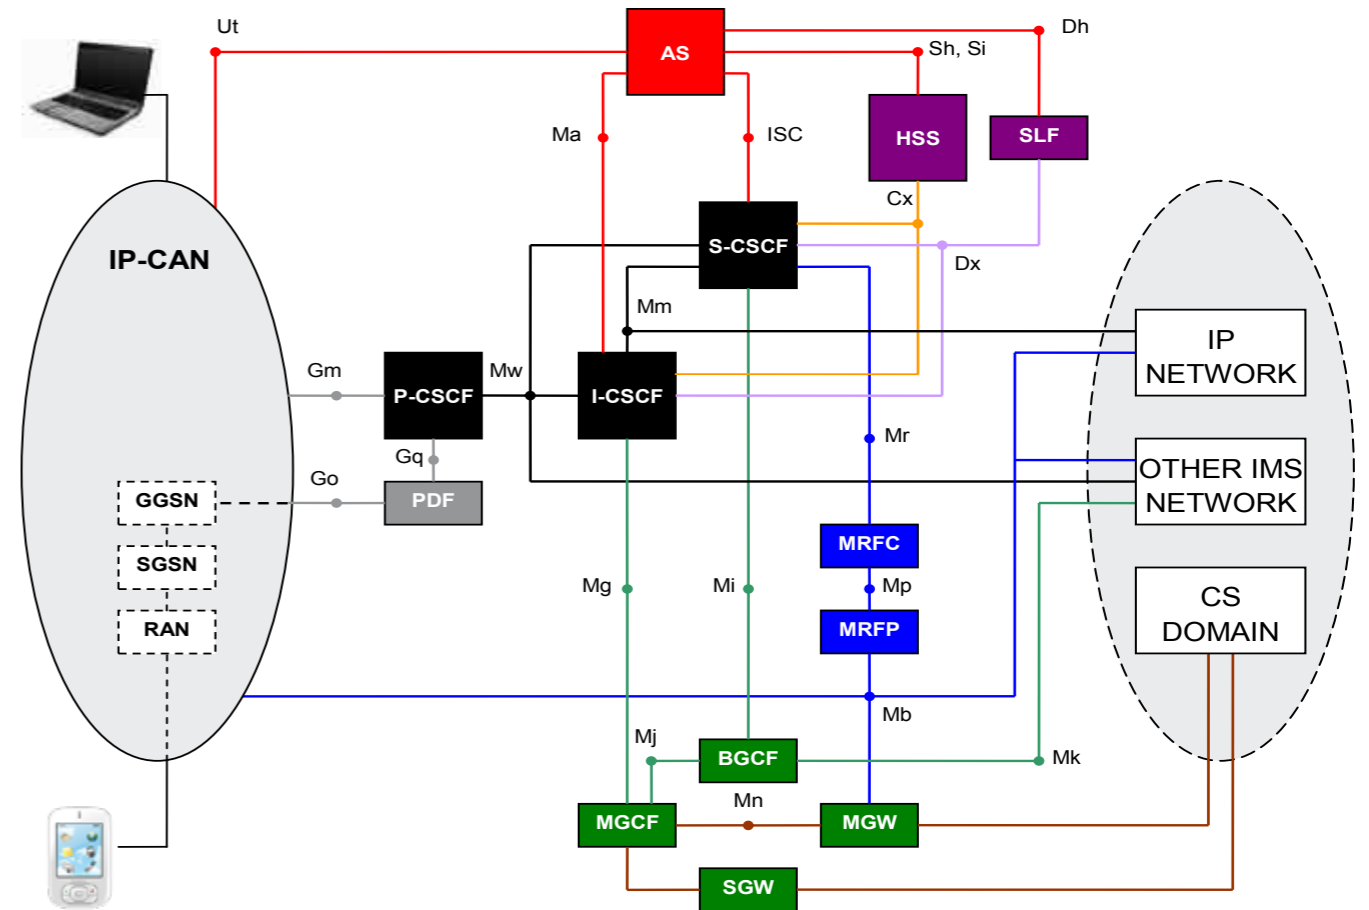 Ut
AS
Dh
Sh, Si
Ma
ISC
HSS
SLF
Cx
S-CSCF
IP-CAN
Dx
Mm
IP
NETWORK
Gm
P-CSCF
Mw
I-CSCF
Mr
Gq
OTHER IMS
NETWORK
Go
GGSN
PDF
MRFC
SGSN
Mg
Mi
Mp
CS
DOMAIN
RAN
MRFP
Mb
Mj
BGCF
Mk
Mn
MGCF
MGW
SGW